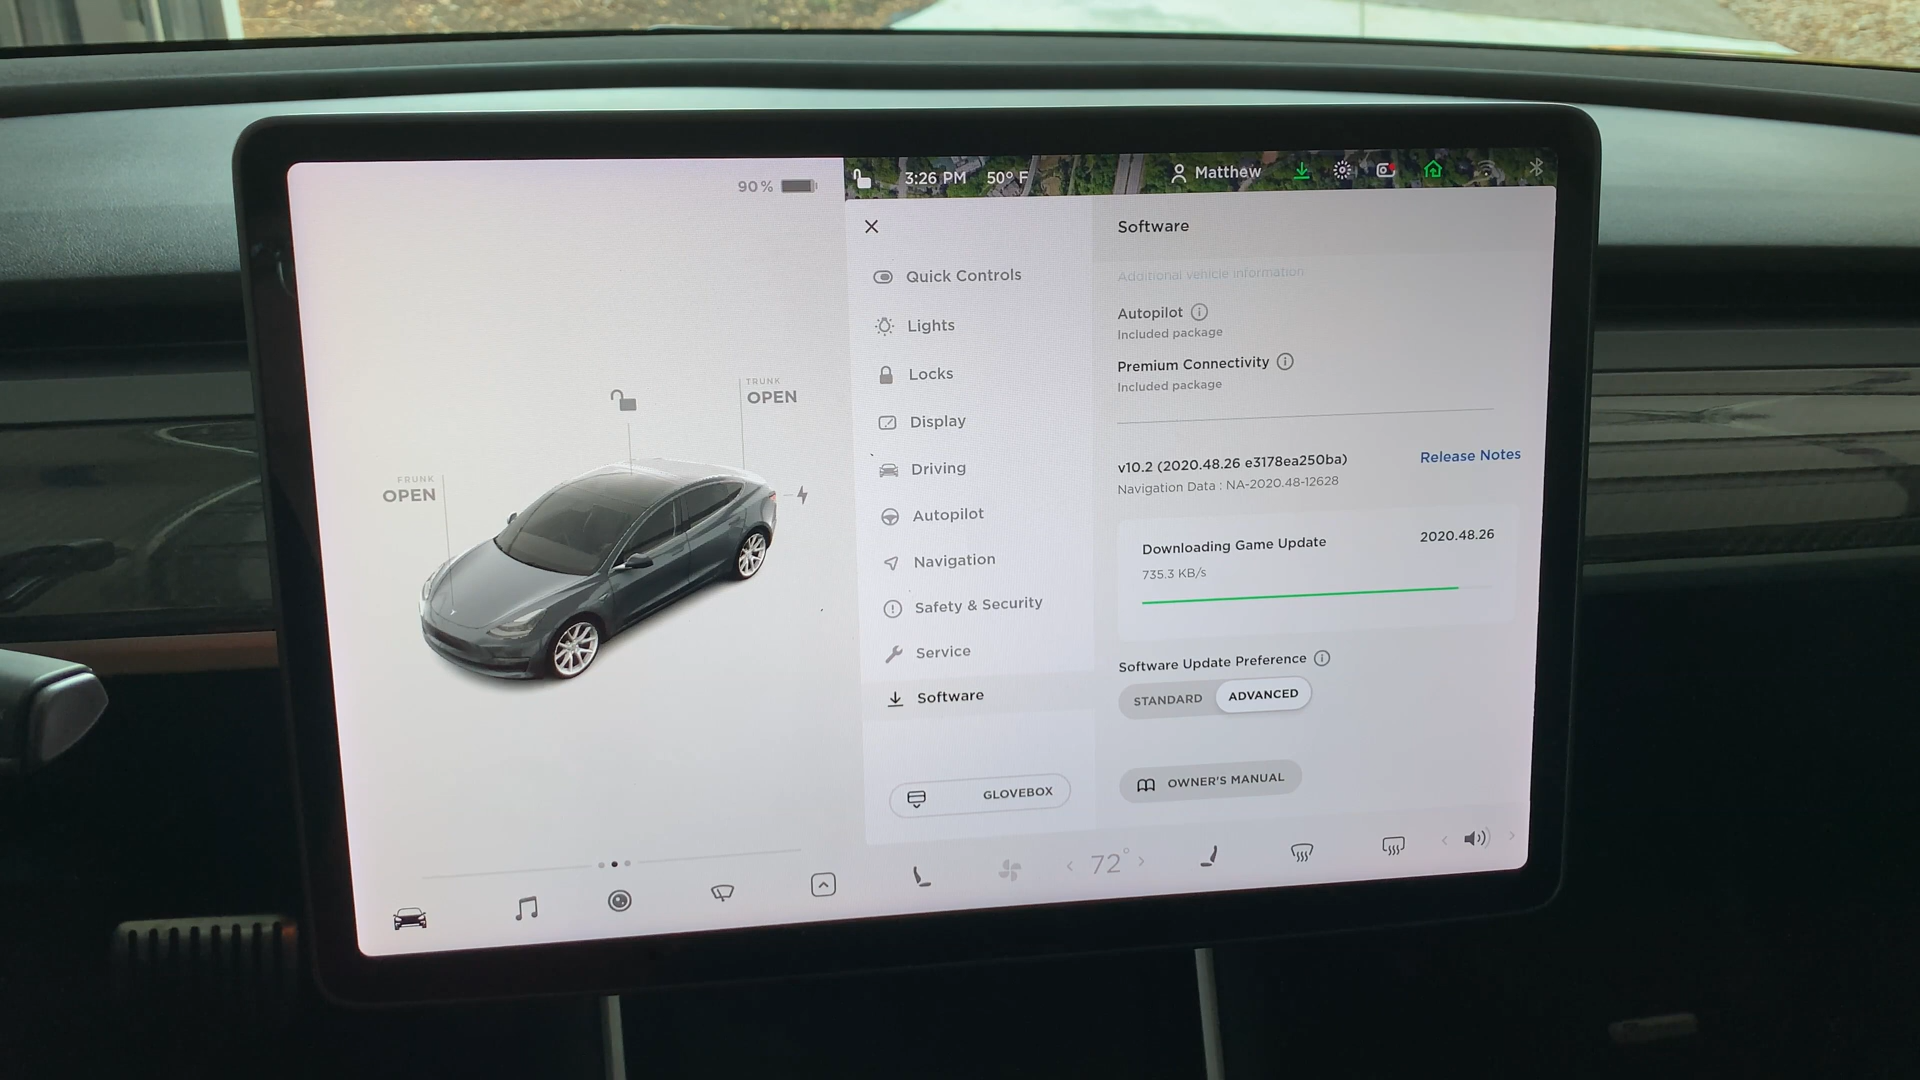 90%
3:26 PM 50° F
Matthew
TRUNK
OPEN
FRUNK
OPEN
Quick Controls
Lights
Locks
Display
Driving
Autopilot
Navigation
Safety & Security
Service
Software
GLOVEBOX
Software
Additional vehicle information
Autopilot
Included package
Premium Connectivity
Included package
v10.2 (2020.48.26 e3178ea250ba)
Release Notes
Navigation Data : NA-2020.48-12628
Downloading Game Update
2020.48.26
735.3 KB/s
Software Update Preference
STANDARD ADVANCED
OWNER'S MANUAL
72°